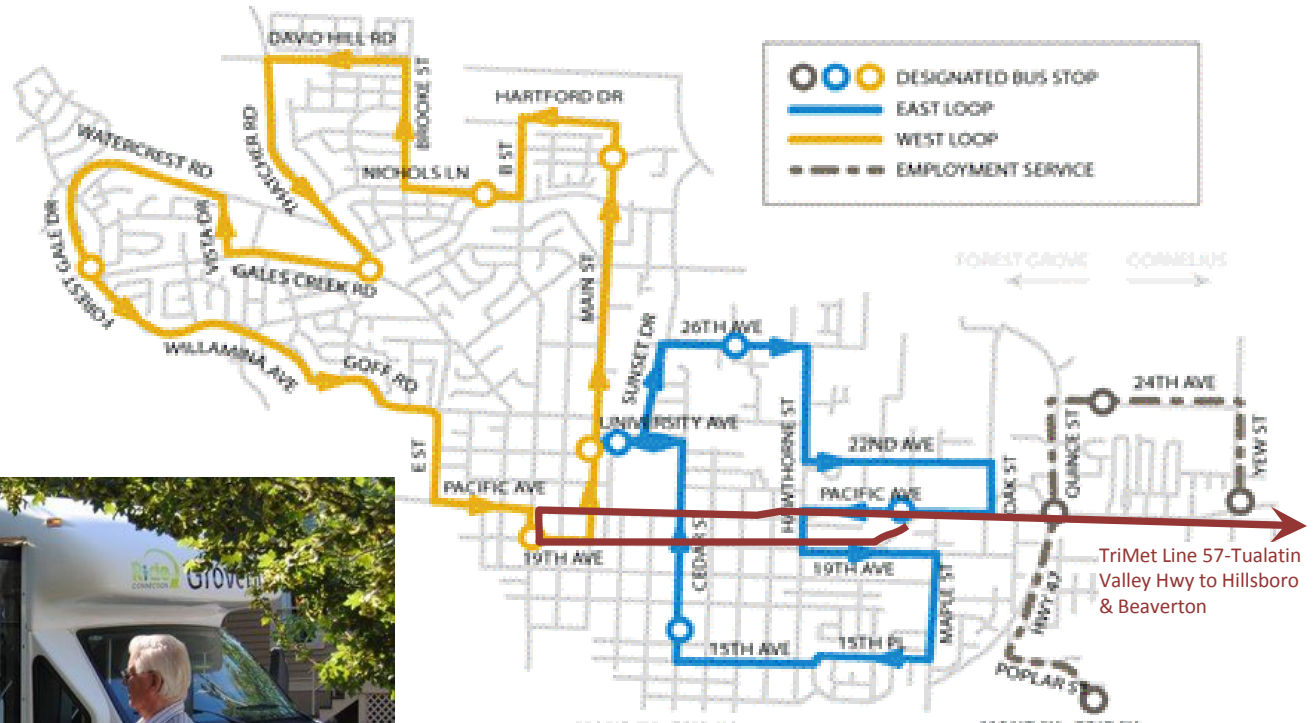 DAVID HILL RD
HARTFORD DR
BROOKE ST
THATCHER RD
WATERCREST RD
NICHOLS LN
B ST
FOREST GALE DR
VISTA DR
GALES CREEK RD
MAIN ST
WILLAMINA AVE
GOFF RD
E ST
PACIFIC AVE
19TH AVE
DESIGNATED BUS STOP
EAST LOOP
WEST LOOP
EMPLOYMENT SERVICE
FOREST GROVE
CORNELIUS
SUNSET DR
26TH AVE
UNIVERSITY AVE
HAWTHORNE ST
22ND AVE
PACIFIC AVE
OAK ST
QUINCE ST
24TH AVE
YEW ST
CEDAR ST
19TH AVE
MAPLE ST
15TH AVE
15TH PL
HWY 47
POPLAR ST
TriMet Line 57-Tualatin
Valley Hwy to Hillsboro
& Beaverton
Ride
CONNECTION